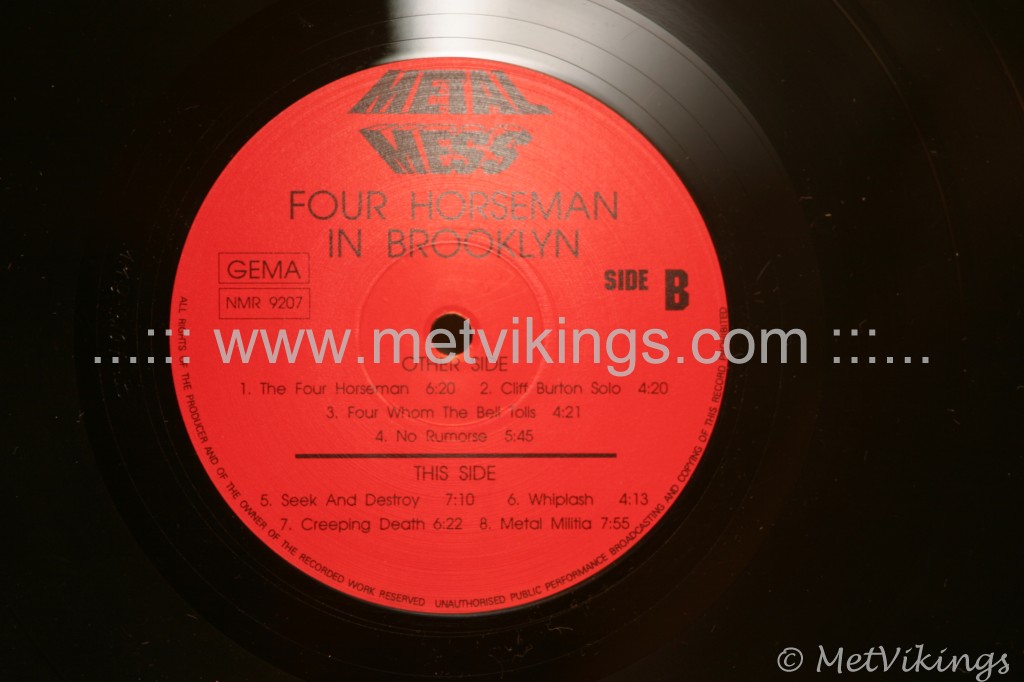 METAL
MESS
FOUR HORSEMAN
IN BROOKLYN
GEMA
NMR 9207
SIDE B
...::: www.metvikings.com :::...
OTHER SIDE
1. The Four Horseman 6:20 2. Cliff Burton Solo 4:20
3. Four Whom The Bell Tolls 4:21
4. No Rumorse 5:45
THIS SIDE
5. Seek And Destroy 7:10 6. Whiplash 4:13
7. Creeping Death 6:22 8. Metal Militia 7:55
ALL RIGHTS OF THE PRODUCER AND OF THE OWNER OF THE RECORDED WORK RESERVED UNAUTHORISED PUBLIC PERFORMANCE BROADCASTING AND COPYING OF THIS RECORD PROHIBITED
© MetVikings